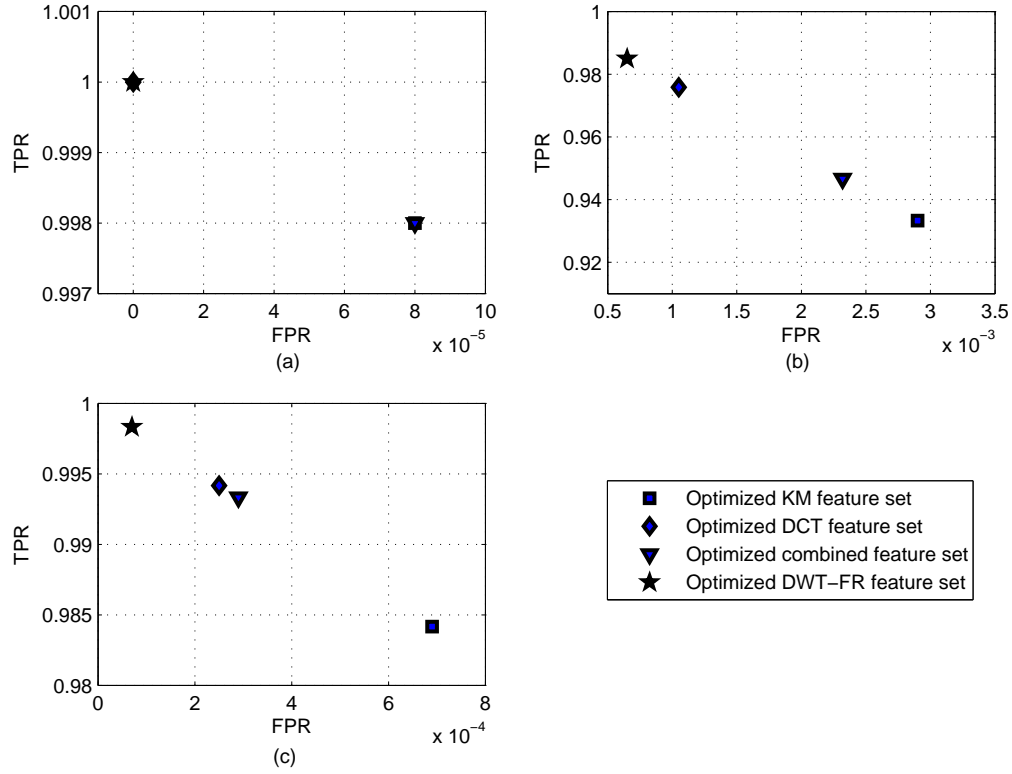 1.001
1
0.999
0.998
0.997
TPR
0 2 4 6 8 10
FPR
x 10⁻⁵
(a)
1
0.98
0.96
0.94
0.92
TPR
0.5 1 1.5 2 2.5 3 3.5
FPR
x 10⁻³
(b)
1
0.995
0.99
0.985
0.98
TPR
0 2 4 6 8
FPR
x 10⁻⁴
(c)
Optimized KM feature set
Optimized DCT feature set
Optimized combined feature set
Optimized DWT−FR feature set